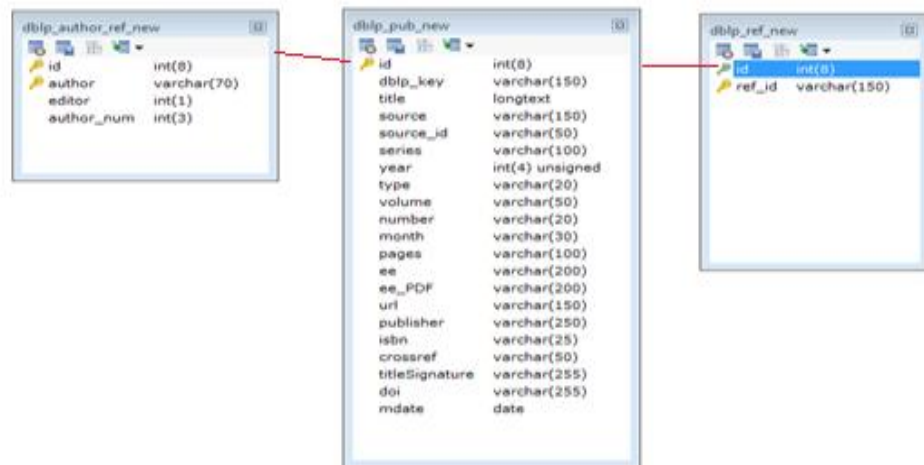 dblp_author_ref_new
id int(8)
author varchar(70)
editor int(1)
author_num int(3)
dblp_pub_new
id int(8)
dblp_key varchar(150)
title longtext
source varchar(150)
source_id varchar(50)
series varchar(100)
year int(4) unsigned
type varchar(20)
volume varchar(50)
number varchar(20)
month varchar(30)
pages varchar(100)
ee varchar(200)
ee_PDF varchar(200)
url varchar(150)
publisher varchar(250)
isbn varchar(25)
crossref varchar(50)
titleSignature varchar(255)
doi varchar(255)
mdate date
dblp_ref_new
id int(8)
ref_id varchar(150)